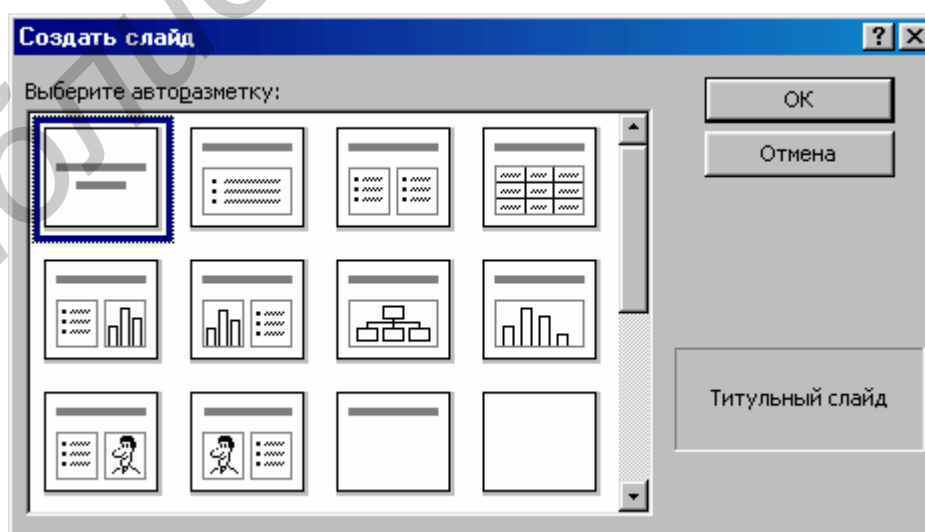 Создать слайд
Выберите авторазметку:
ОК
Отмена
Титульный слайд